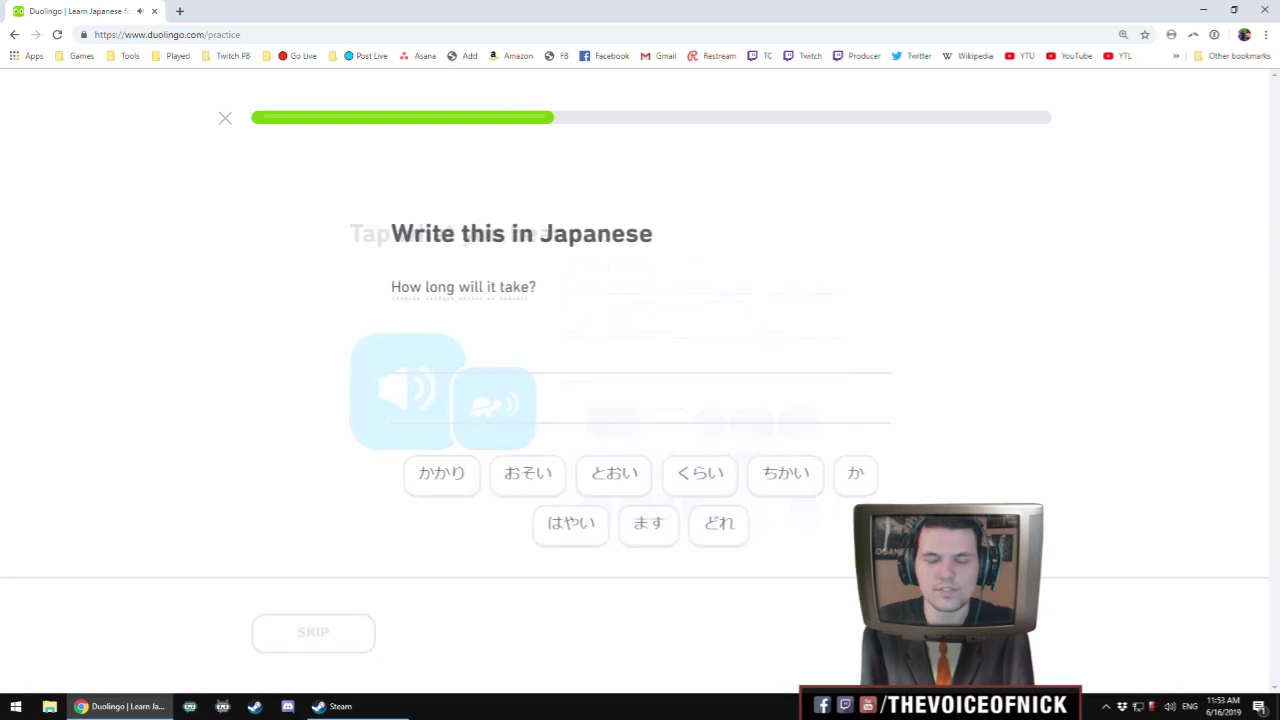 Duolingo | Learn Japanese fo
https://www.duolingo.com/practice
Apps Games Tools Played Twitch PB Go Live Post Live Asana Add Amazon FB Facebook Gmail Restream TC Twitch Producer Twitter Wikipedia YTU YouTube YTL » Other bookmarks
Write this in Japanese
How long will it take?
かかり おそい とおい くらい ちかい か
はやい ます どれ
SKIP
/THEVOICEOFNICK
Duolingo | Learn Ja... Steam ENG 11:53 AM
6/16/2019